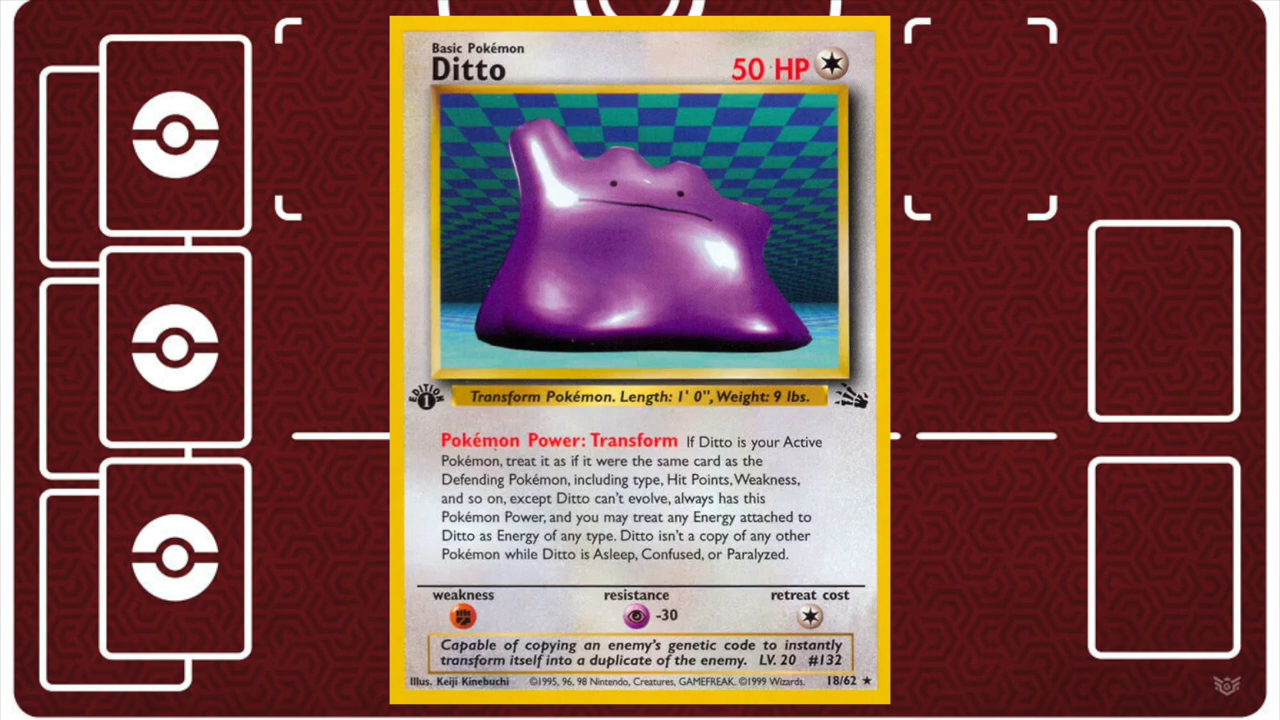 Basic Pokémon
Ditto
50 HP
EDITION
1
Transform Pokémon. Length: 1' 0", Weight: 9 lbs.
Pokémon Power: Transform If Ditto is your Active
Pokémon, treat it as if it were the same card as the
Defending Pokémon, including type, Hit Points, Weakness,
and so on, except Ditto can't evolve, always has this
Pokémon Power, and you may treat any Energy attached to
Ditto as Energy of any type. Ditto isn't a copy of any other
Pokémon while Ditto is Asleep, Confused, or Paralyzed.
weakness resistance retreat cost
-30
Capable of copying an enemy's genetic code to instantly
transform itself into a duplicate of the enemy. LV. 20 #132
Illus. Keiji Kinebuchi ©1995, 96, 98 Nintendo, Creatures, GAMEFREAK. ©1999 Wizards. 18/62 ★